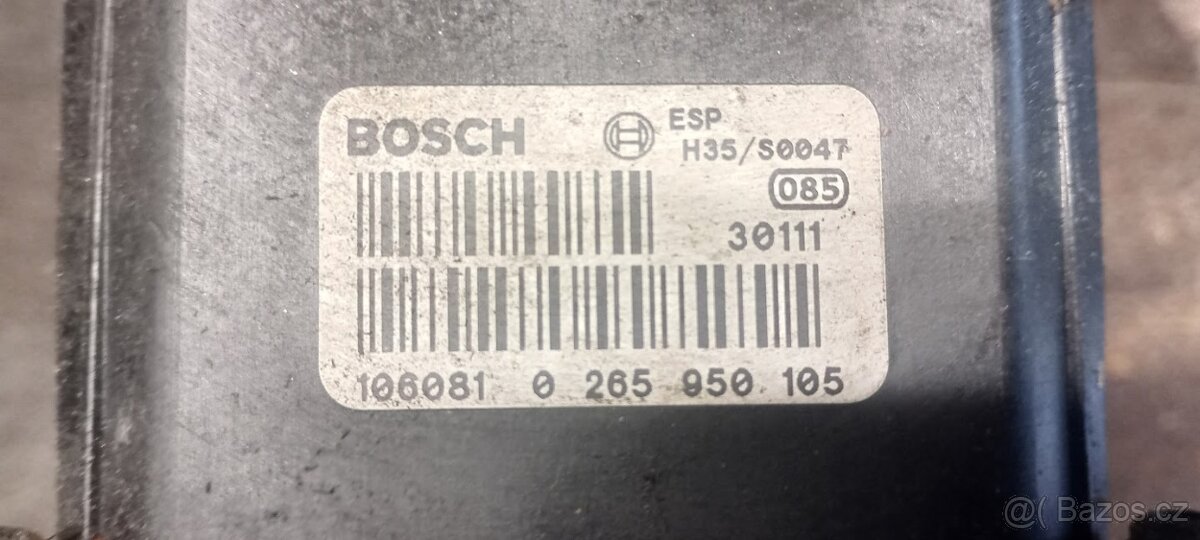 BOSCH ESP
H35/S0047
085
30111
106081 0 265 950 105
@( Bazos.cz